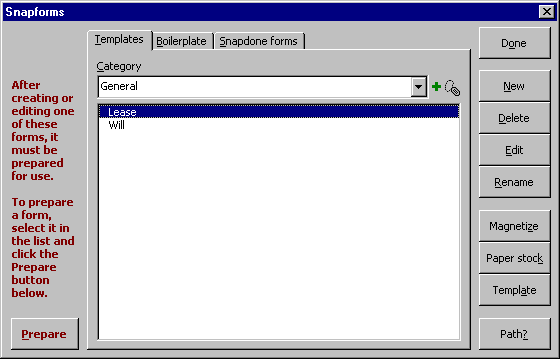 Snapforms
Templates
Boilerplate
Snapdone forms
Done
After
creating or
editing one
of these
forms, it
must be
prepared
for use.
To prepare
a form,
select it in
the list and
click the
Prepare
button
below.
Prepare
Category
General
Lease
Will
New
Delete
Edit
Rename
Magnetize
Paper stock
Template
Path?